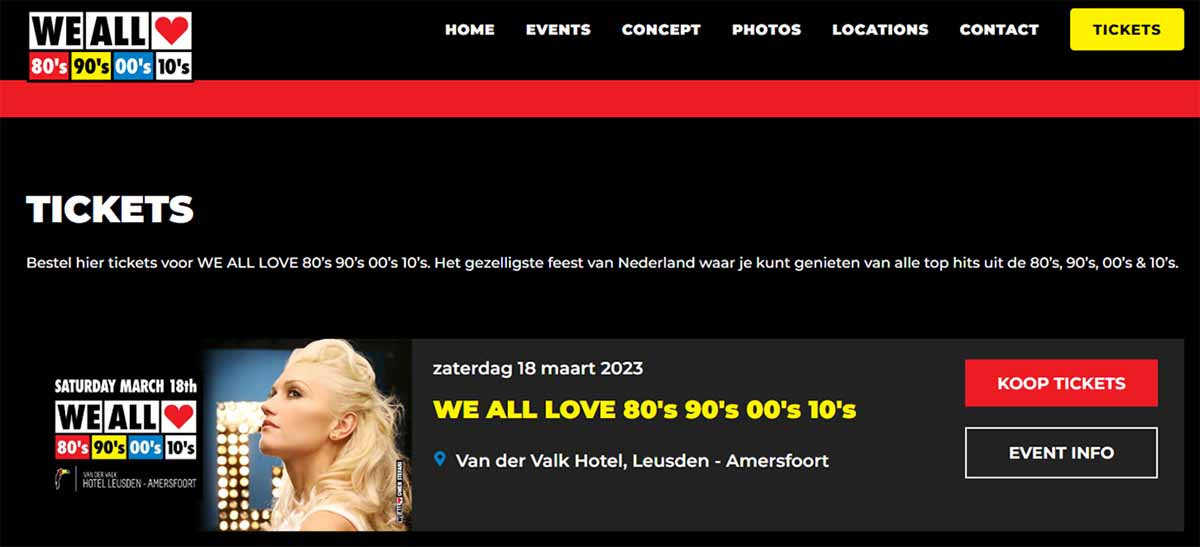 WE ALL ♥
80's 90's 00's 10's
HOME EVENTS CONCEPT PHOTOS LOCATIONS CONTACT TICKETS
TICKETS
Bestel hier tickets voor WE ALL LOVE 80's 90's 00's 10's. Het gezelligste feest van Nederland waar je kunt genieten van alle top hits uit de 80's, 90's, 00's & 10's.
SATURDAY MARCH 18th
WE ALL ♥
80's 90's 00's 10's
VAN DER VALK
HOTEL LEUSDEN - AMERSFOORT
WE ALL ♥ GWEN STEFANI
zaterdag 18 maart 2023
WE ALL LOVE 80's 90's 00's 10's
Van der Valk Hotel, Leusden - Amersfoort
KOOP TICKETS
EVENT INFO